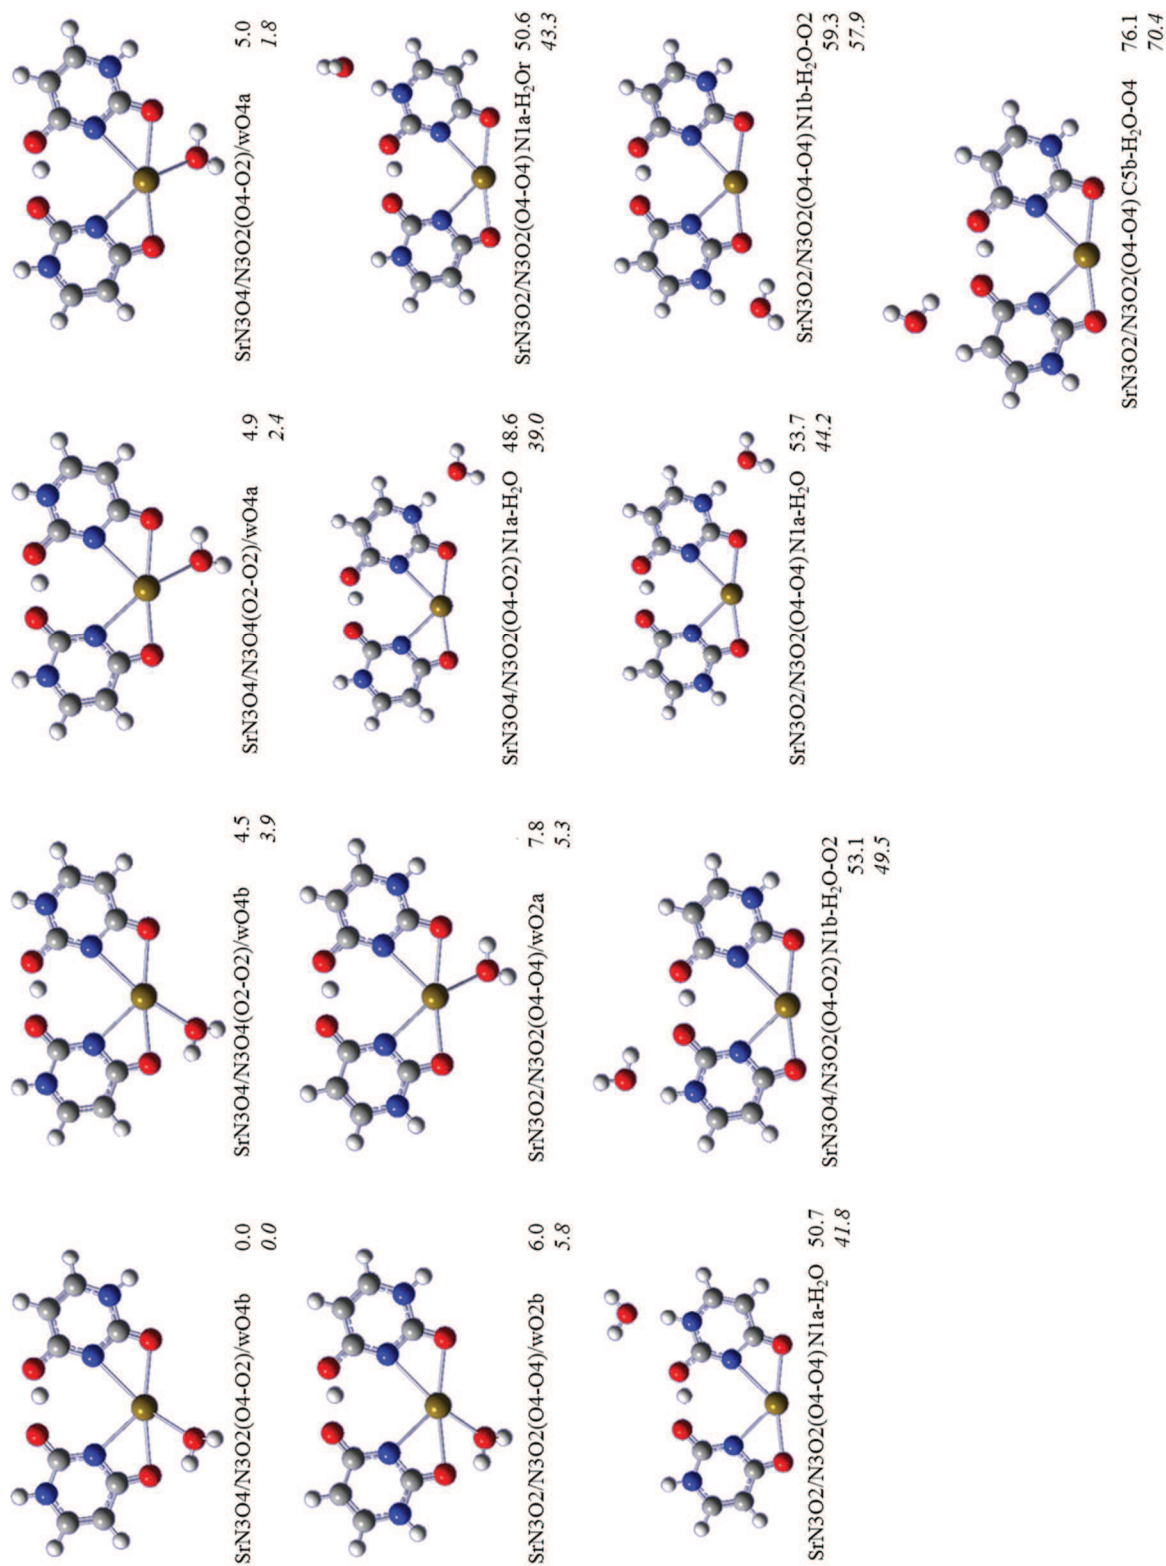 SrN3O4/N3O2(O4-O2)/wO4b 0.0
0.0
SrN3O4/N3O4(O2-O2)/wO4b 4.5
3.9
SrN3O4/N3O4(O2-O2)/wO4a 4.9
2.4
SrN3O4/N3O2(O4-O2)/wO4a 5.0
1.8
SrN3O2/N3O2(O4-O4)/wO2b 6.0
5.8
SrN3O2/N3O2(O4-O4)/wO2a 7.8
5.3
SrN3O4/N3O2(O4-O2) N1a-H₂O 48.6
39.0
SrN3O2/N3O2(O4-O4) N1a-H₂Or 50.6
43.3
SrN3O2/N3O2(O4-O4) N1a-H₂O 50.7
41.8
SrN3O4/N3O2(O4-O2) N1b-H₂O-O2
53.1
49.5
SrN3O2/N3O2(O4-O4) N1a-H₂O 53.7
44.2
SrN3O2/N3O2(O4-O4) N1b-H₂O-O2
59.3
57.9
SrN3O2/N3O2(O4-O4) C5b-H₂O-O4 76.1
70.4